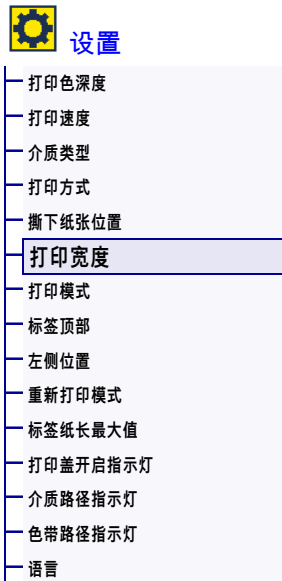 设置
打印色深度
打印速度
介质类型
打印方式
撕下纸张位置
打印宽度
打印模式
标签顶部
左侧位置
重新打印模式
标签纸长最大值
打印盖开启指示灯
介质路径指示灯
色带路径指示灯
语言